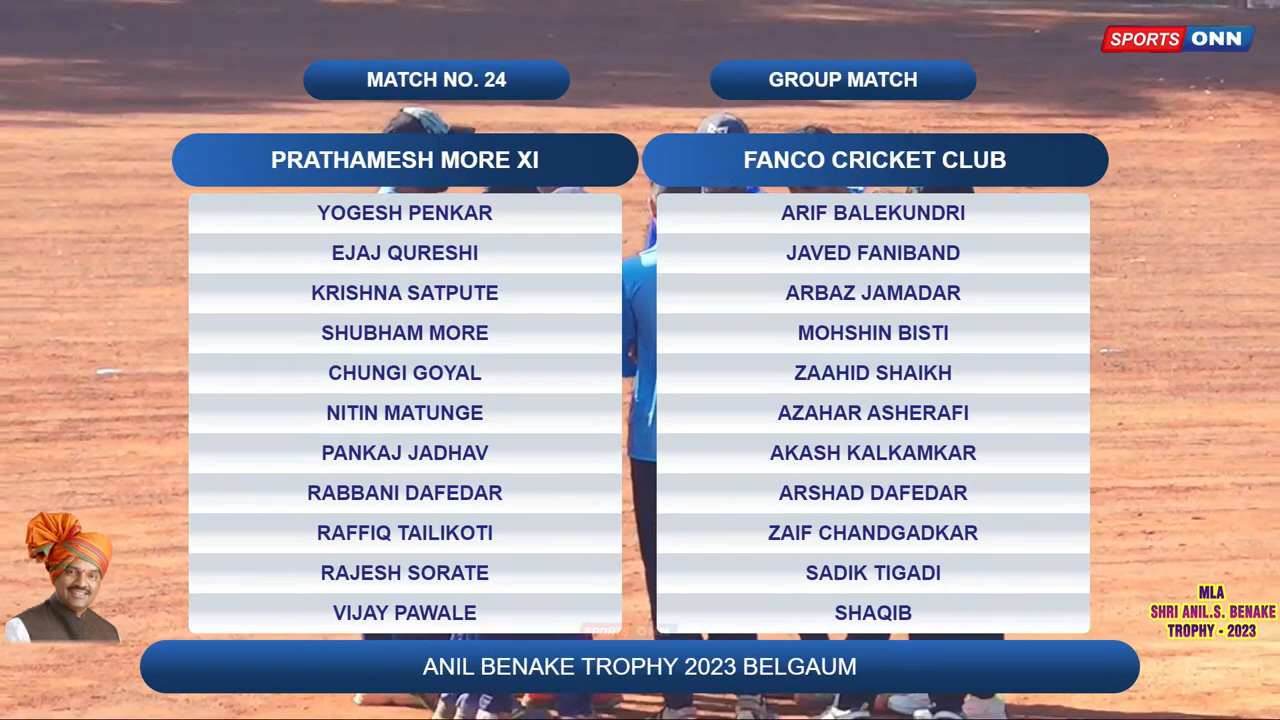 SPORTS ONN
MATCH NO. 24
GROUP MATCH
PRATHAMESH MORE XI
FANCO CRICKET CLUB
YOGESH PENKAR
ARIF BALEKUNDRI
EJAJ QURESHI
JAVED FANIBAND
KRISHNA SATPUTE
ARBAZ JAMADAR
SHUBHAM MORE
MOHSHIN BISTI
CHUNGI GOYAL
ZAAHID SHAIKH
NITIN MATUNGE
AZAHAR ASHERAFI
PANKAJ JADHAV
AKASH KALKAMKAR
RABBANI DAFEDAR
ARSHAD DAFEDAR
RAFFIQ TAILIKOTI
ZAIF CHANDGADKAR
RAJESH SORATE
SADIK TIGADI
VIJAY PAWALE
SHAQIB
MLA
SHRI ANIL.S. BENAKE
TROPHY - 2023
SPORTS ONN
ANIL BENAKE TROPHY 2023 BELGAUM